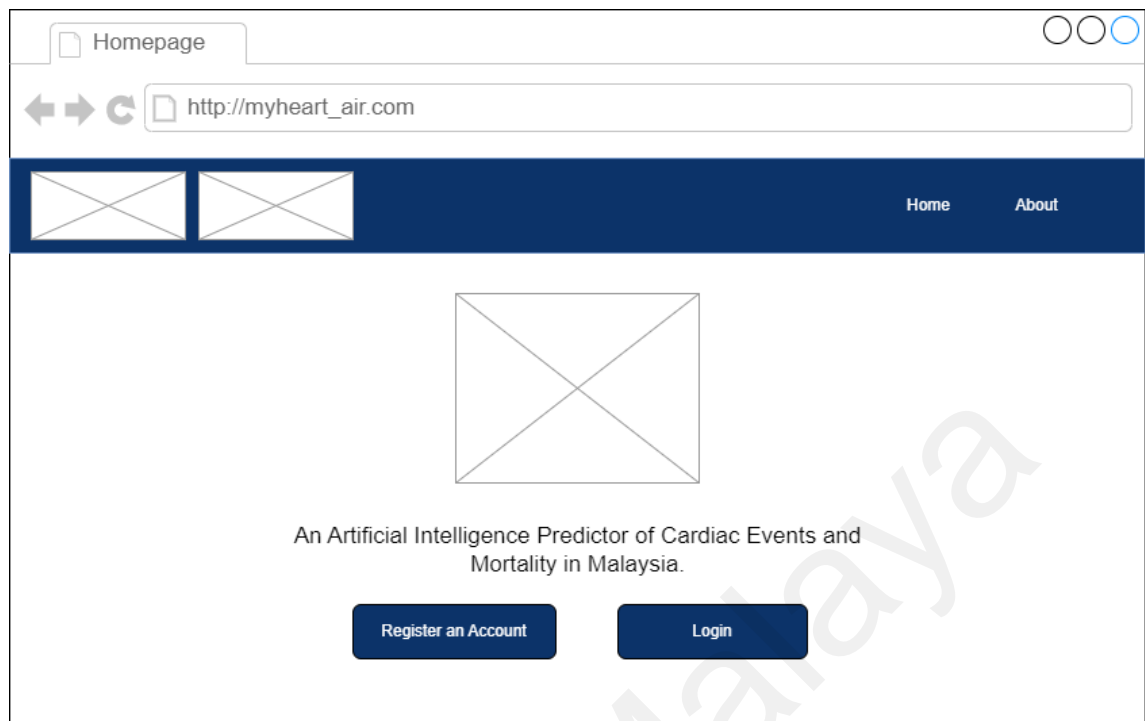 Homepage
http://myheart_air.com
Home About
An Artificial Intelligence Predictor of Cardiac Events and
Mortality in Malaysia.
Register an Account Login
Malaya